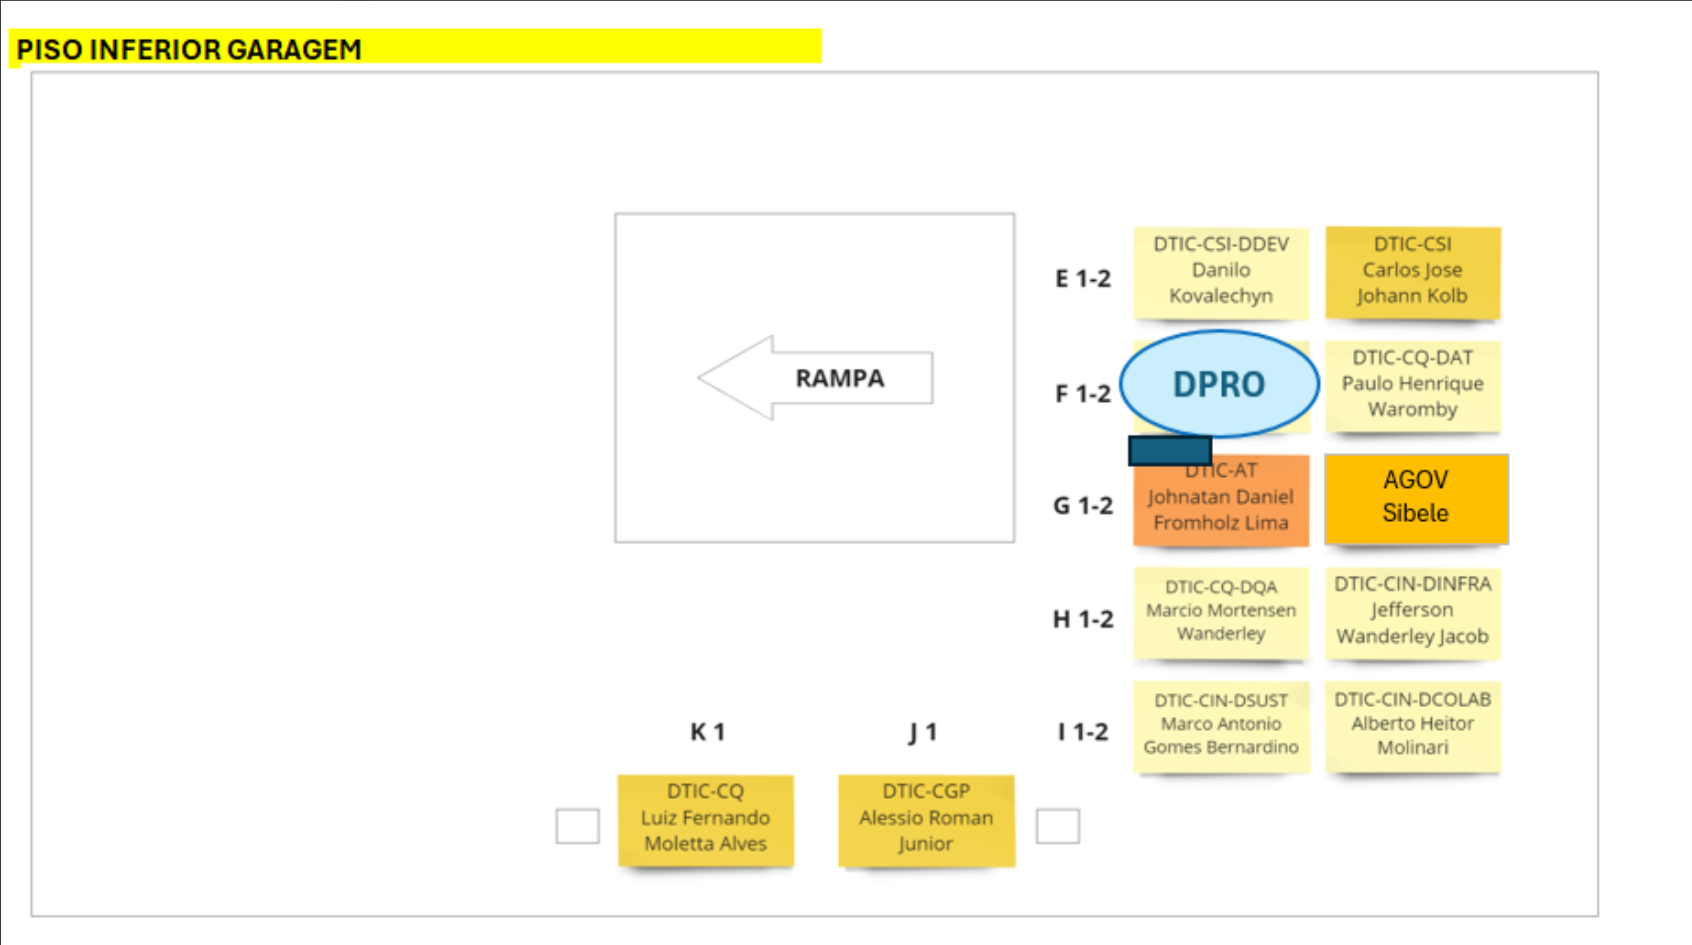 PISO INFERIOR GARAGEM
RAMPA
E 1-2
DTIC-CSI-DDEV
Danilo
Kovalechyn
DTIC-CSI
Carlos Jose
Johann Kolb
F 1-2
DPRO
DTIC-CQ-DAT
Paulo Henrique
Waromby
G 1-2
DTIC-AT
Johnatan Daniel
Fromholz Lima
AGOV
Sibele
H 1-2
DTIC-CQ-DQA
Marcio Mortensen
Wanderley
DTIC-CIN-DINFRA
Jefferson
Wanderley Jacob
I 1-2
DTIC-CIN-DSUST
Marco Antonio
Gomes Bernardino
DTIC-CIN-DCOLAB
Alberto Heitor
Molinari
K 1
DTIC-CQ
Luiz Fernando
Moletta Alves
J 1
DTIC-CGP
Alessio Roman
Junior